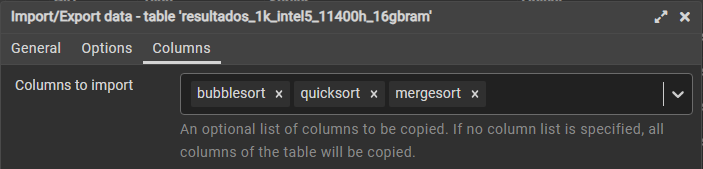 Import/Export data - table 'resultados_1k_intel5_11400h_16gbram'
General Options Columns
Columns to import bubblesort × quicksort × mergesort ×
An optional list of columns to be copied. If no column list is specified, all
columns of the table will be copied.